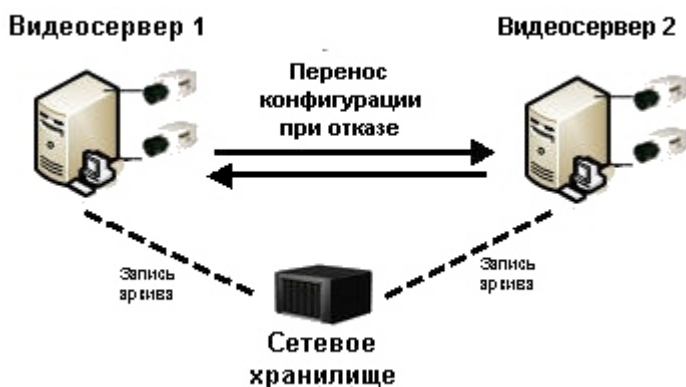 Видеосервер 1
Видеосервер 2
Перенос
конфигурации
при отказе
Запись
архива
Запись
архива
Сетевое
хранилище